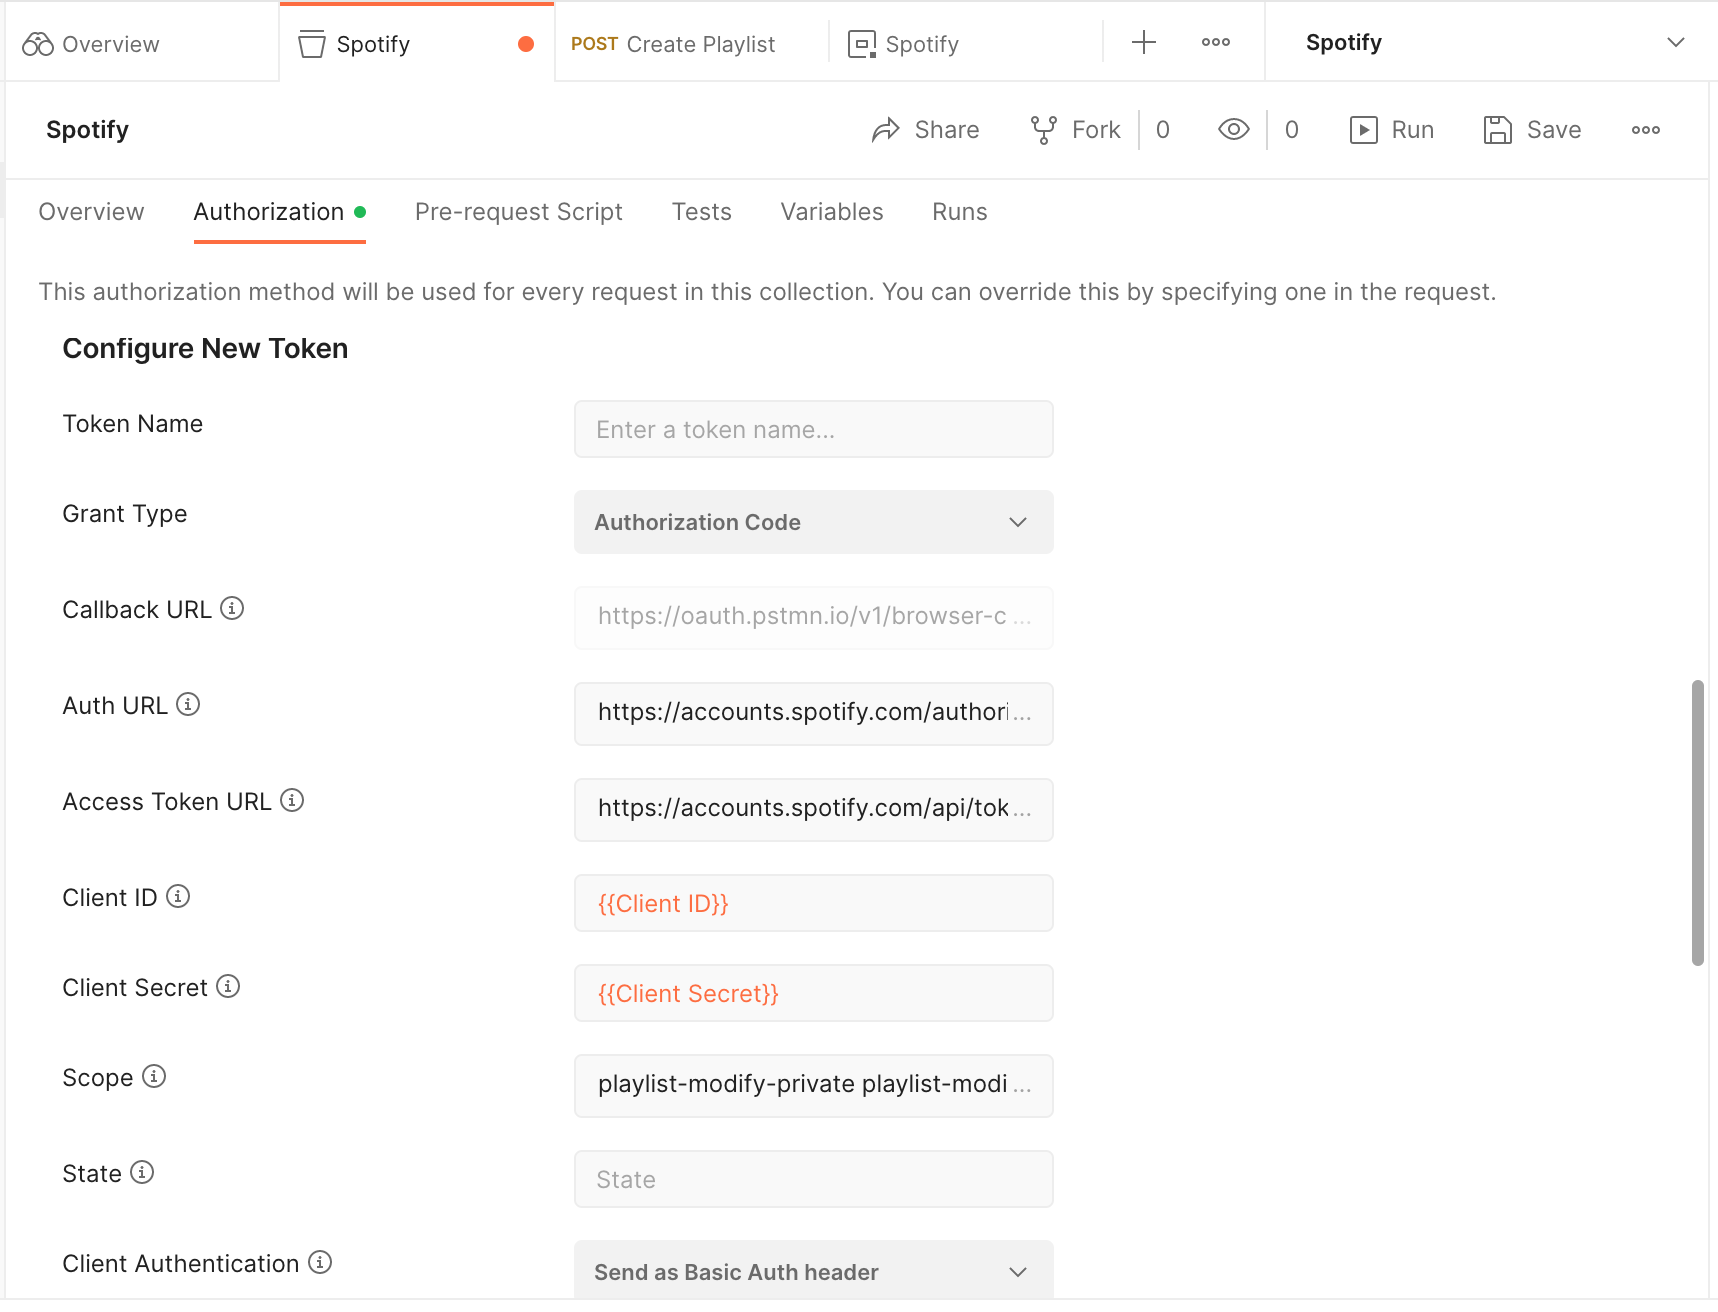 Overview
Spotify
POST Create Playlist
Spotify
Spotify
Spotify
Share
Fork
0
0
Run
Save
Overview
Authorization
Pre-request Script
Tests
Variables
Runs
This authorization method will be used for every request in this collection. You can override this by specifying one in the request.
Configure New Token
Token Name
Enter a token name...
Grant Type
Authorization Code
Callback URL
https://oauth.pstmn.io/v1/browser-c ...
Auth URL
https://accounts.spotify.com/authori...
Access Token URL
https://accounts.spotify.com/api/tok...
Client ID
{{Client ID}}
Client Secret
{{Client Secret}}
Scope
playlist-modify-private playlist-modi ...
State
State
Client Authentication
Send as Basic Auth header